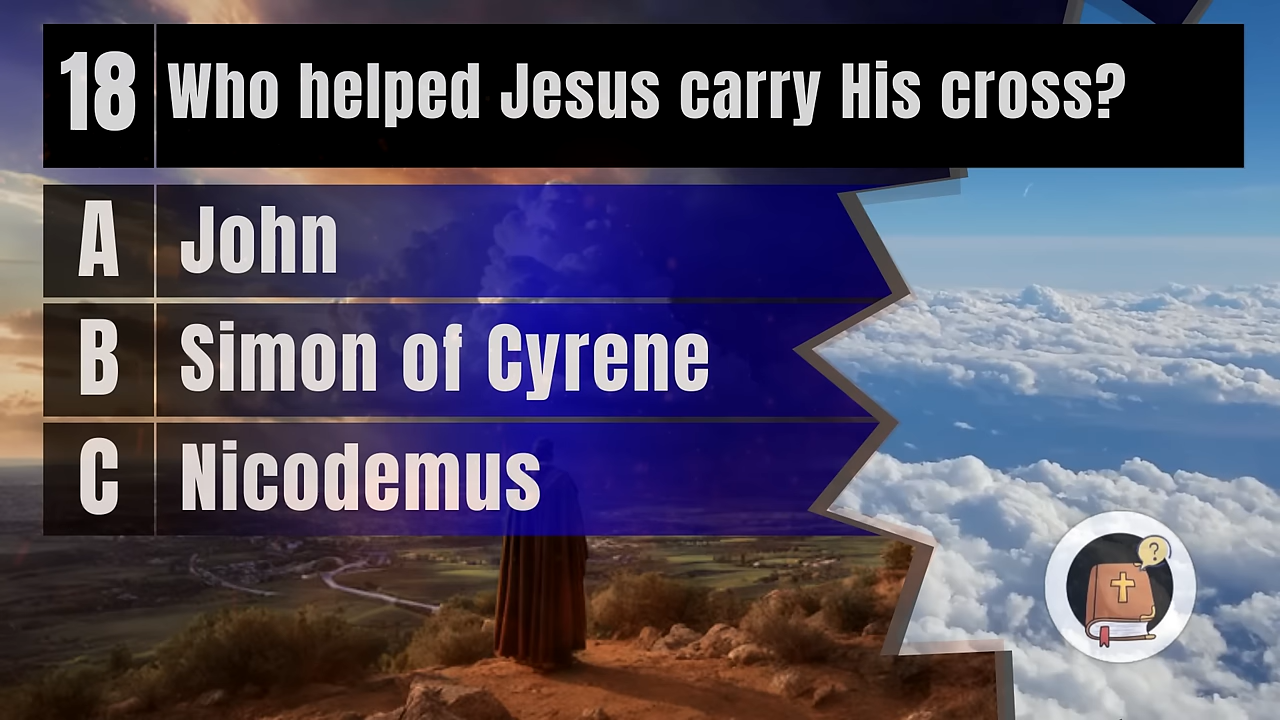 18 Who helped Jesus carry His cross?
A John
B Simon of Cyrene
C Nicodemus
?